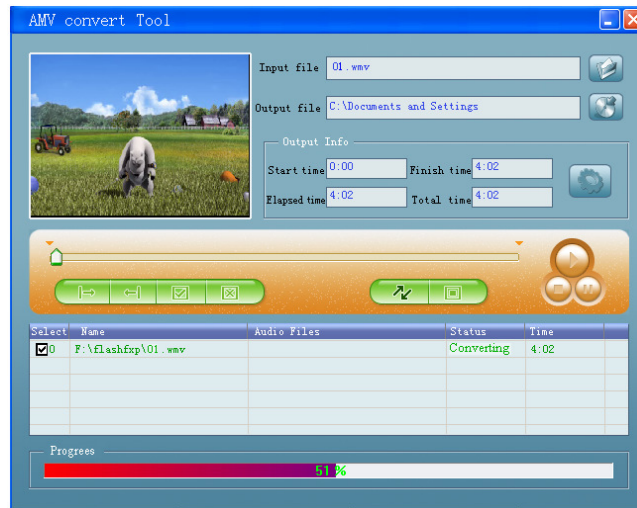 AMV convert Tool
Input file 01.wmv
Output file C:\Documents and Settings
Output Info
Start time 0:00 Finish time 4:02
Elapsed time 4:02 Total time 4:02
Select Name Audio Files Status Time
0 F:\flashfxp\01.wmv Converting 4:02
Progrees
51 %